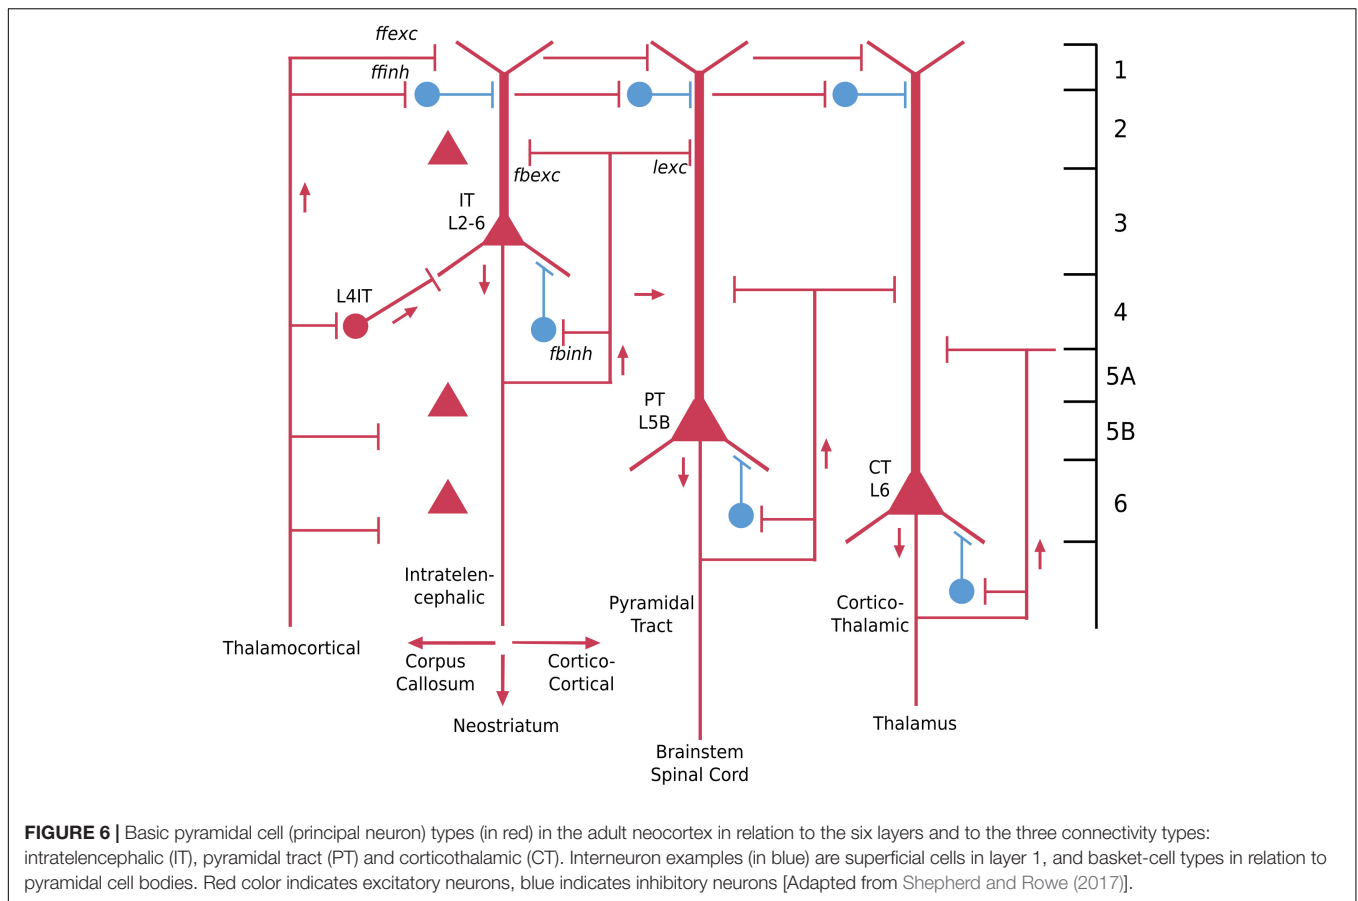 ffexc
1
ffinh
2
fbexc
lexc
IT
L2-6
3
L4IT
4
fbinh
5A
PT
L5B
5B
CT
L6
6
Intratelen-
cephalic
Pyramidal
Tract
Cortico-
Thalamic
Thalamocortical
Corpus
Callosum
Cortico-
Cortical
Neostriatum
Thalamus
Brainstem
Spinal Cord
FIGURE 6 | Basic pyramidal cell (principal neuron) types (in red) in the adult neocortex in relation to the six layers and to the three connectivity types:
intratelencephalic (IT), pyramidal tract (PT) and corticothalamic (CT). Interneuron examples (in blue) are superficial cells in layer 1, and basket-cell types in relation to
pyramidal cell bodies. Red color indicates excitatory neurons, blue indicates inhibitory neurons [Adapted from Shepherd and Rowe (2017)].